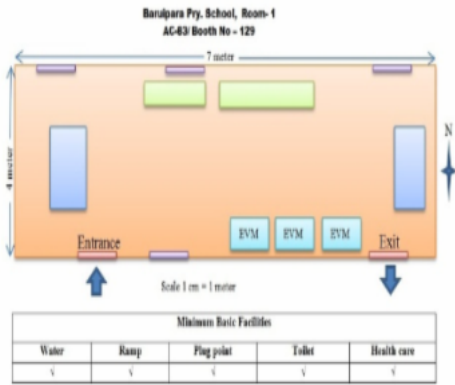 Baruipara Pry. School, Room- 1
AC-63/ Booth No – 129
7 meter
4 meter
N
EVM EVM EVM
Entrance
Exit
Scale 1 cm = 1 meter
Minimum Basic Facilities
Water Ramp Plug point Toilet Health care
√ √ √ √ √